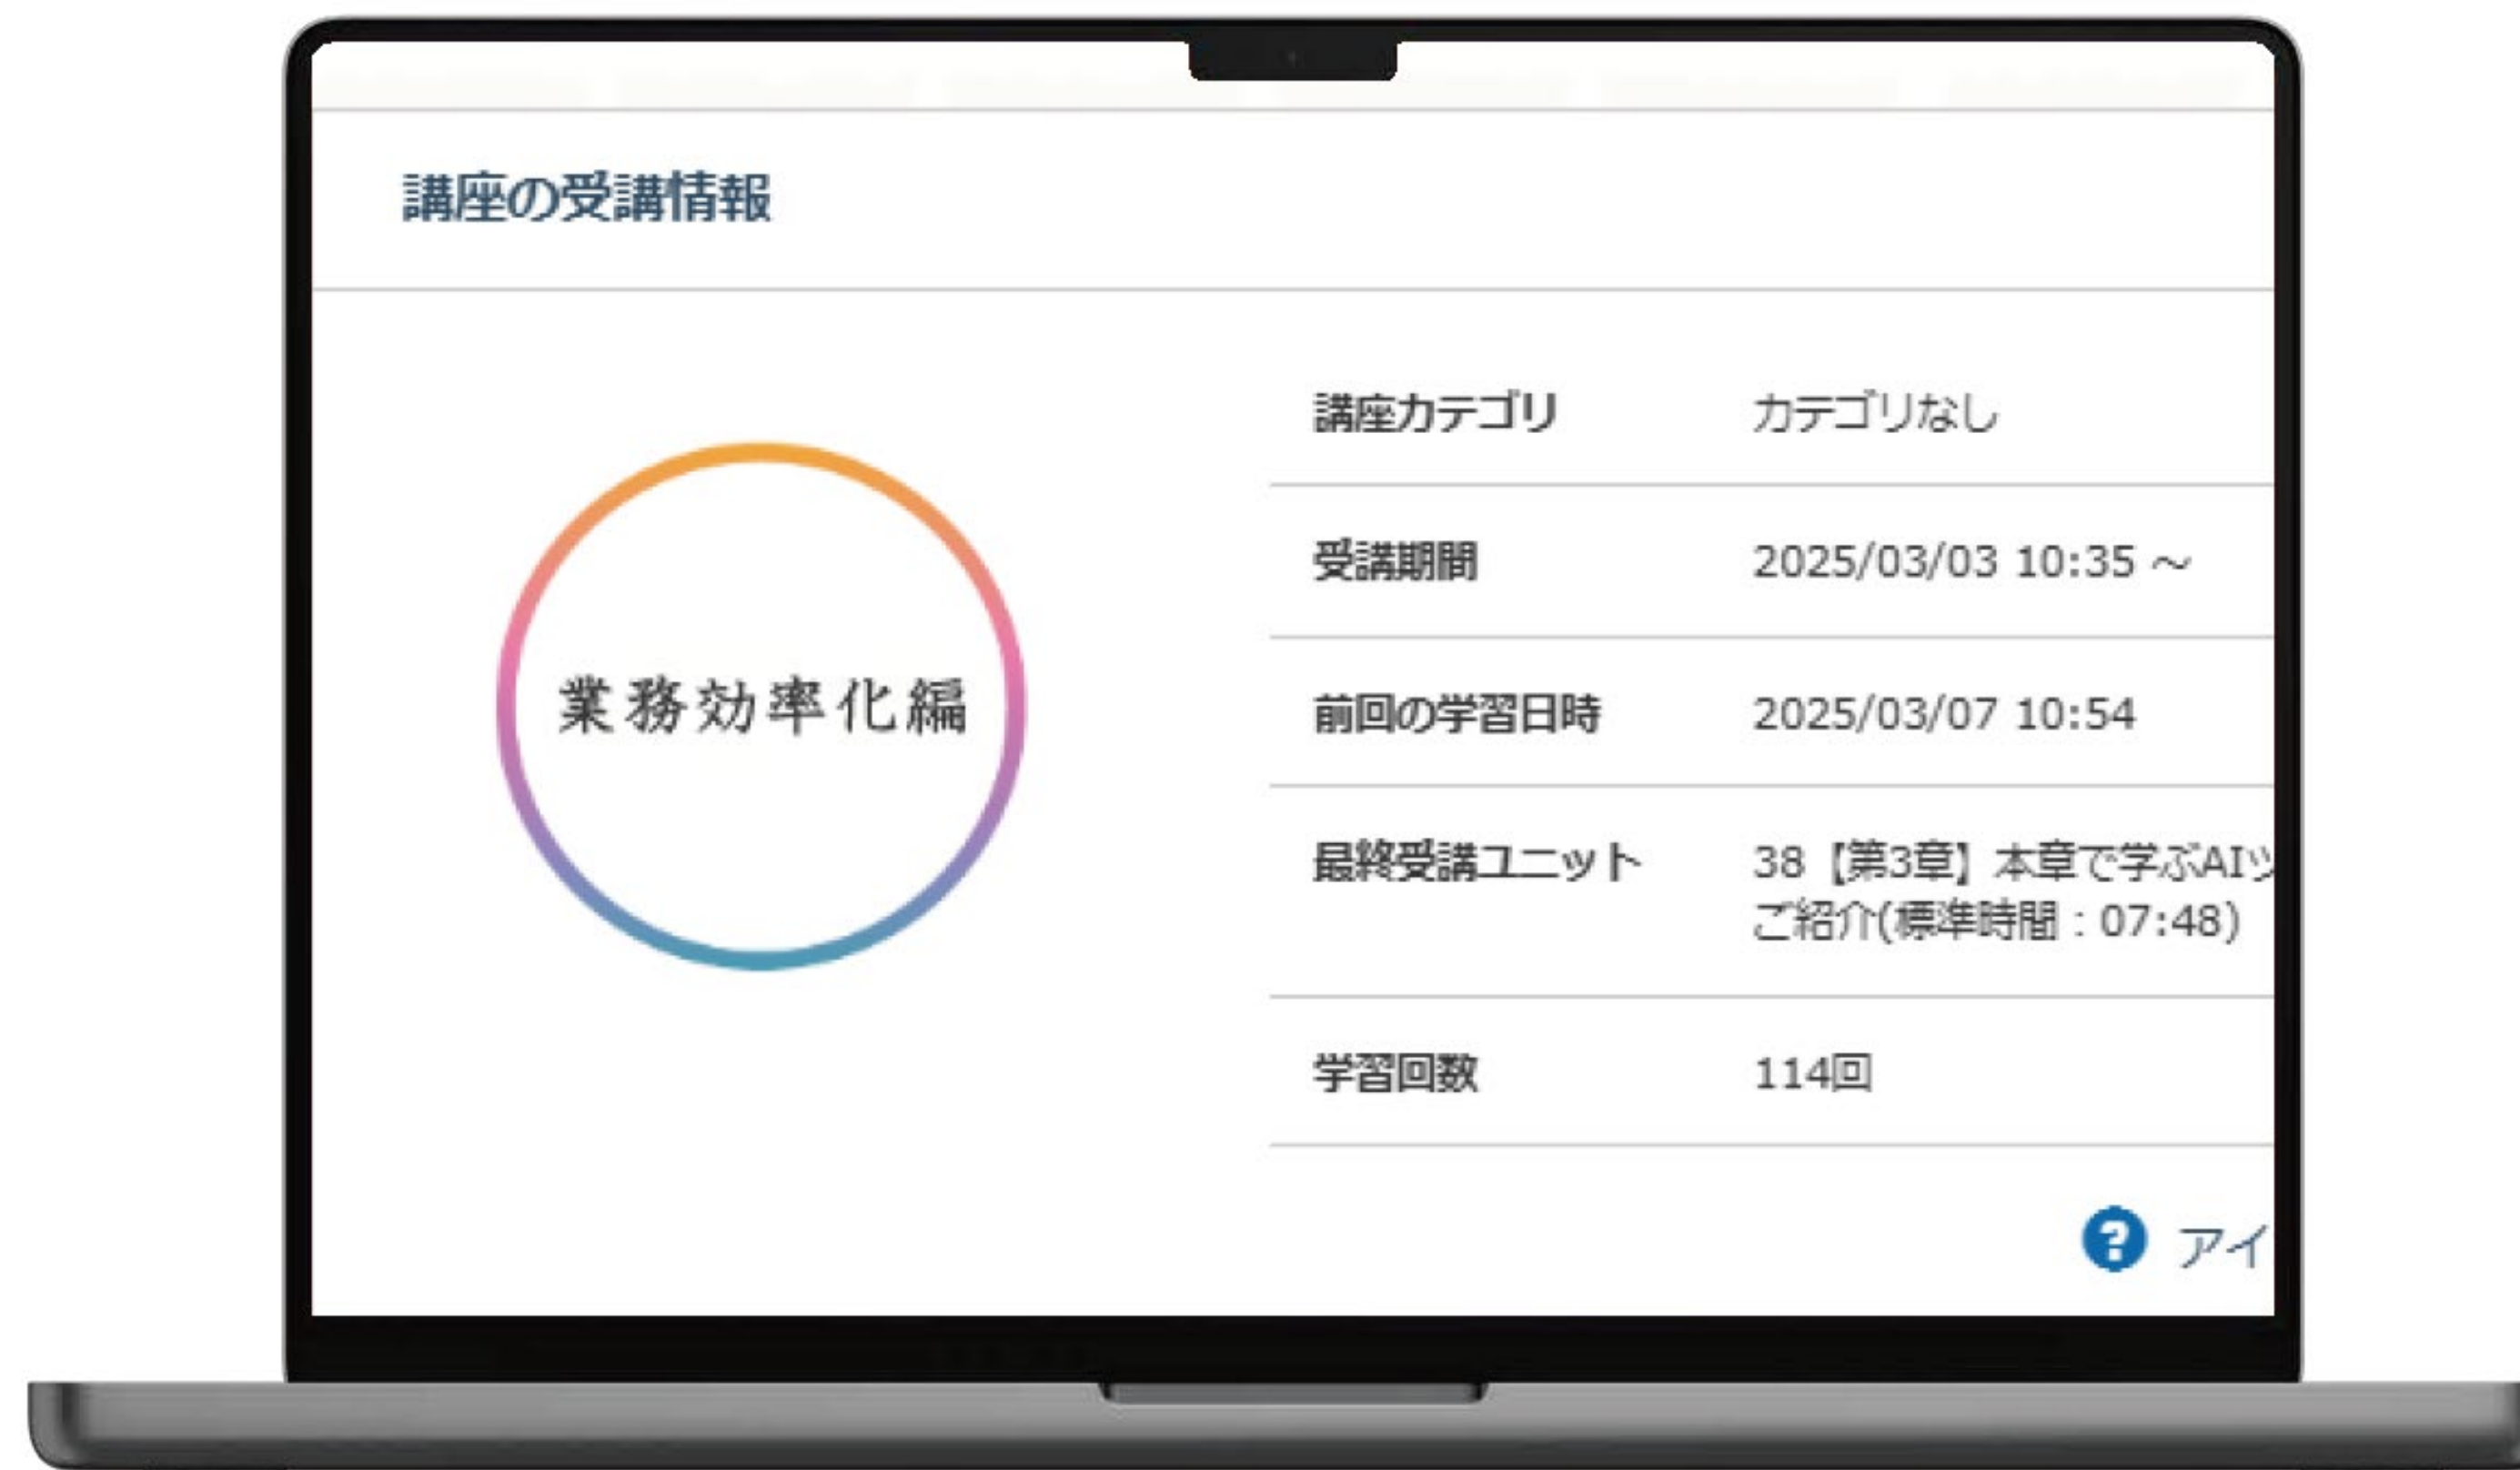 講座の受講情報
業務効率化編
講座カテゴリ カテゴリなし
受講期間 2025/03/03 10:35 ～
前回の学習日時 2025/03/07 10:54
最終受講ユニット 38【第3章】本章で学ぶAIツ
ご紹介(標準時間：07:48)
学習回数 114回
? アイ